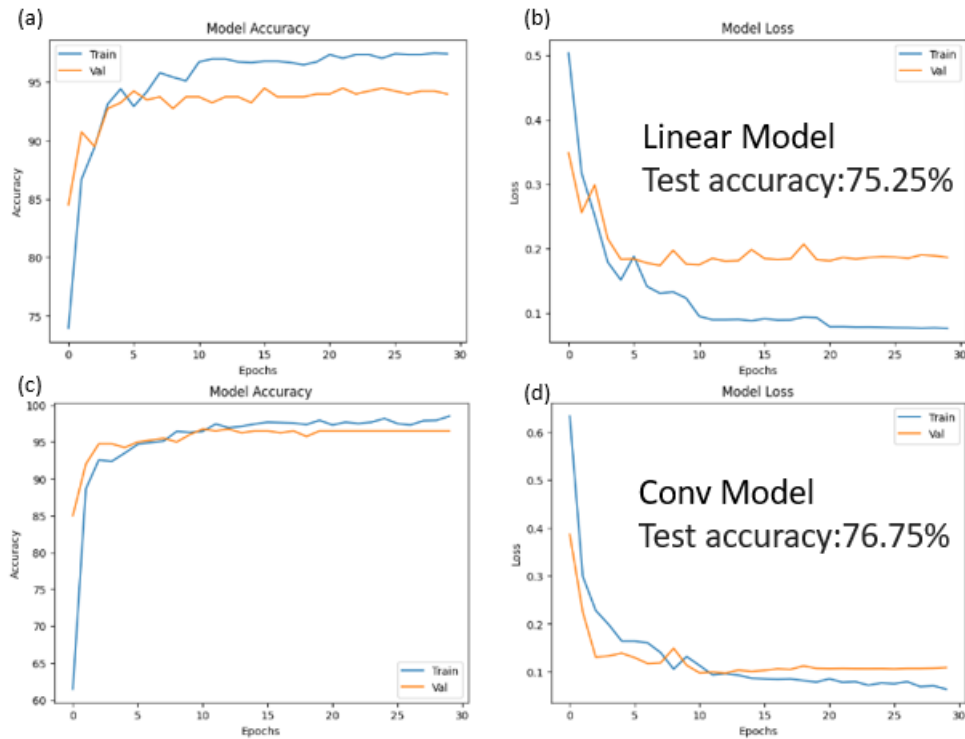 (a)
Model Accuracy
Train
Val
95
90
85
80
75
Accuracy
0
5
10
15
20
25
30
Epochs
(b)
Model Loss
Train
Val
0.5
0.4
0.3
0.2
0.1
Loss
Linear Model
Test accuracy:75.25%
0
5
10
15
20
25
30
Epochs
(c)
Model Accuracy
100
95
90
85
80
75
70
65
60
Accuracy
Train
Val
0
5
10
15
20
25
30
Epochs
(d)
Model Loss
Train
Val
0.6
0.5
0.4
0.3
0.2
0.1
Loss
Conv Model
Test accuracy:76.75%
0
5
10
15
20
25
30
Epochs